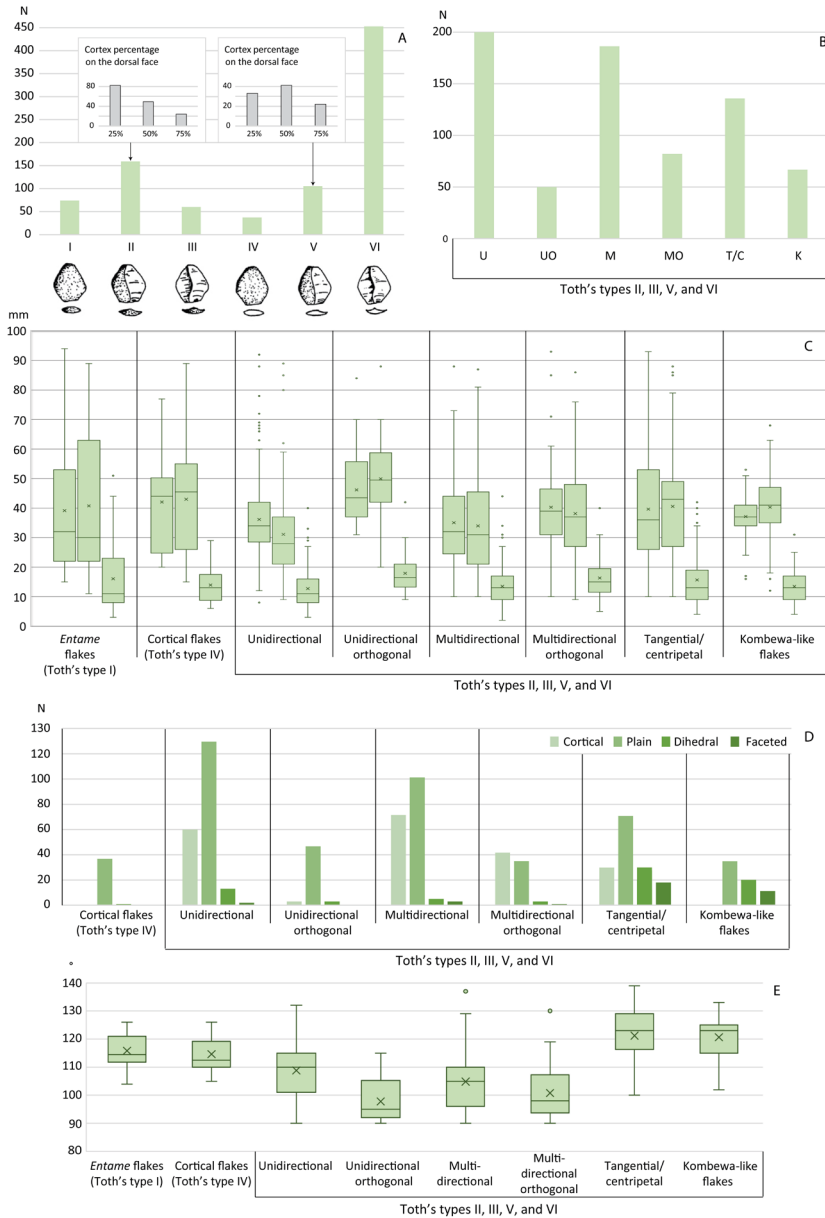 N
A
450
400
350
300
250
200
150
100
50
0
Cortex percentage
on the dorsal face
80
40
0
25% 50% 75%
Cortex percentage
on the dorsal face
40
20
0
25% 50% 75%
I II III IV V VI
N
B
200
150
100
50
0
U UO M MO T/C K
Toth's types II, III, V, and VI
mm
C
100
90
80
70
60
50
40
30
20
10
0
Entame
flakes
(Toth's type I)
Cortical flakes
(Toth's type IV)
Unidirectional
Unidirectional
orthogonal
Multidirectional
Multidirectional
orthogonal
Tangential/
centripetal
Kombewa-like
flakes
Toth's types II, III, V, and VI
N
D
130
120
100
80
60
40
20
0
Cortical Plain Dihedral Faceted
Cortical flakes
(Toth's type IV)
Unidirectional
Unidirectional
orthogonal
Multidirectional
Multidirectional
orthogonal
Tangential/
centripetal
Kombewa-like
flakes
Toth's types II, III, V, and VI
°
E
140
130
120
110
100
90
80
Entame flakes
(Toth's type I)
Cortical flakes
(Toth's type IV)
Unidirectional
Unidirectional
orthogonal
Multi-
directional
Multi-
directional
orthogonal
Tangential/
centripetal
Kombewa-like
flakes
Toth's types II, III, V, and VI